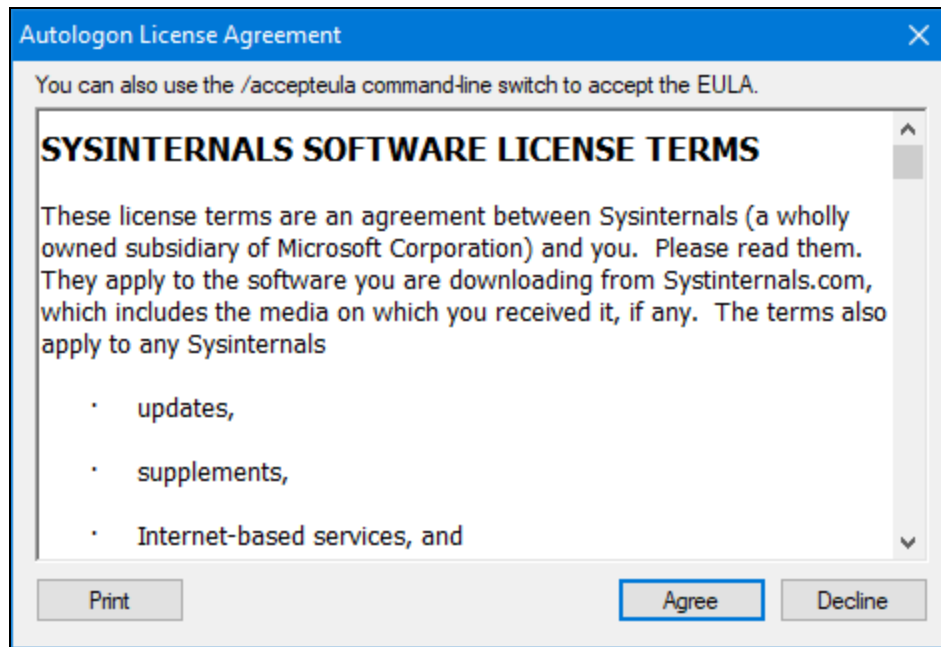 Autologon License Agreement
You can also use the /accepteula command-line switch to accept the EULA.
SYSINTERNALS SOFTWARE LICENSE TERMS
These license terms are an agreement between Sysinternals (a wholly
owned subsidiary of Microsoft Corporation) and you.  Please read them.
They apply to the software you are downloading from Systinternals.com,
which includes the media on which you received it, if any.  The terms also
apply to any Sysinternals
· updates,
· supplements,
· Internet-based services, and
Print Agree Decline